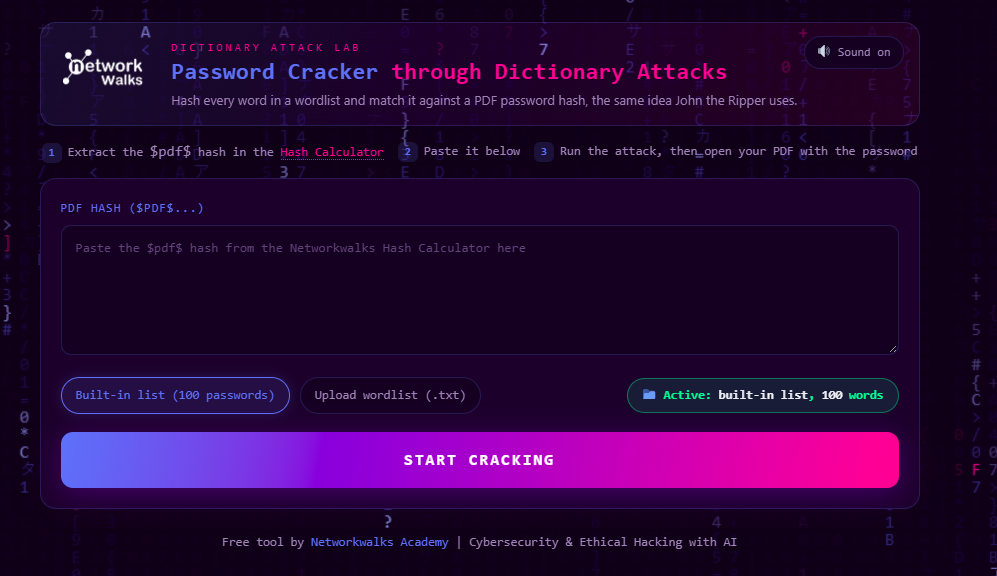 DICTIONARY ATTACK LAB
network
Walks
Password Cracker through Dictionary Attacks
Sound on
Hash every word in a wordlist and match it against a PDF password hash, the same idea John the Ripper uses.
1 Extract the $pdf$ hash in the Hash Calculator 2 Paste it below 3 Run the attack, then open your PDF with the password
PDF HASH ($PDF$...)
Paste the $pdf$ hash from the Networkwalks Hash Calculator here
Built-in list (100 passwords) Upload wordlist (.txt) Active: built-in list, 100 words
START CRACKING
Free tool by Networkwalks Academy | Cybersecurity & Ethical Hacking with AI